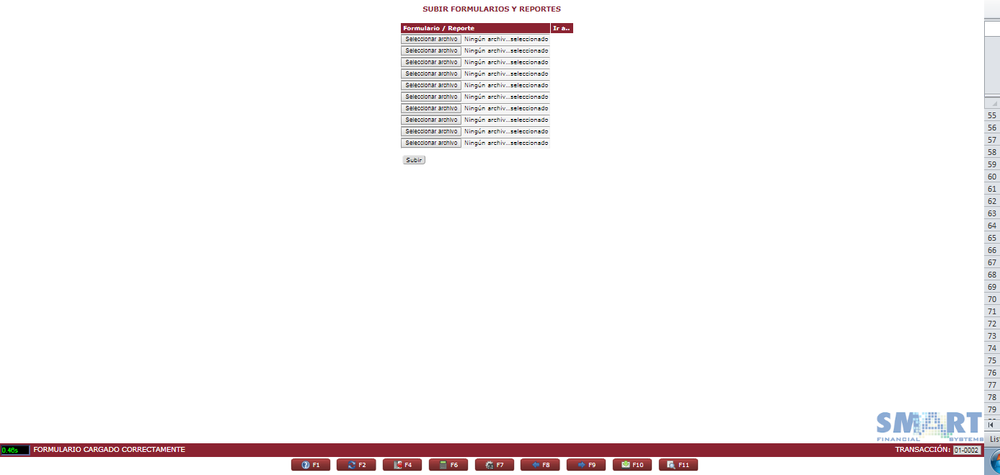 SUBIR FORMULARIOS Y REPORTES
Formulario / Reporte Ir a..
Seleccionar archivo Ningún archiv...seleccionado
Seleccionar archivo Ningún archiv...seleccionado
Seleccionar archivo Ningún archiv...seleccionado
Seleccionar archivo Ningún archiv...seleccionado
Seleccionar archivo Ningún archiv...seleccionado
Seleccionar archivo Ningún archiv...seleccionado
Seleccionar archivo Ningún archiv...seleccionado
Seleccionar archivo Ningún archiv...seleccionado
Seleccionar archivo Ningún archiv...seleccionado
Seleccionar archivo Ningún archiv...seleccionado
Subir
55
56
57
58
59
60
61
62
63
64
65
66
67
68
69
70
71
72
73
74
75
76
77
78
79
SMART
FINANCIAL SYSTEMS
Lis
0.46s FORMULARIO CARGADO CORRECTAMENTE TRANSACCIÓN: 01-0002
F1 F2 F4 F6 F7 F8 F9 F10 F11